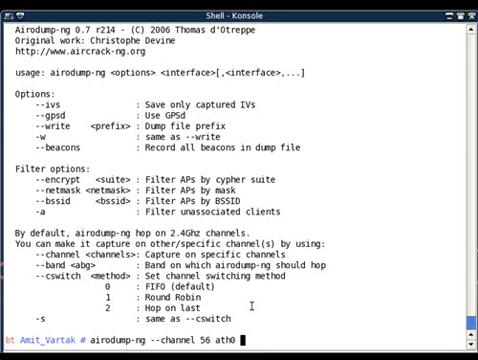 Shell - Konsole
Airodump-ng 0.7 r214 - (C) 2006 Thomas d'Otreppe
Original work: Christophe Devine
http://www.aircrack-ng.org
usage: airodump-ng <options> <interface>[,<interface>,...]
Options:
--ivs : Save only captured IVs
--gpsd : Use GPSd
--write <prefix> : Dump file prefix
-w : same as --write
--beacons : Record all beacons in dump file
Filter options:
--encrypt <suite> : Filter APs by cypher suite
--netmask <netmask> : Filter APs by mask
--bssid <bssid> : Filter APs by BSSID
-a : Filter unassociated clients
By default, airodump-ng hop on 2.4Ghz channels.
You can make it capture on other/specific channel(s) by using:
--channel <channels>: Capture on specific channels
--band <abg> : Band on which airodump-ng should hop
--cswitch <method> : Set channel switching method
0 : FIFO (default)
1 : Round Robin
2 : Hop on last
-s : same as --cswitch
bt Amit_Vartak # airodump-ng --channel 56 ath0